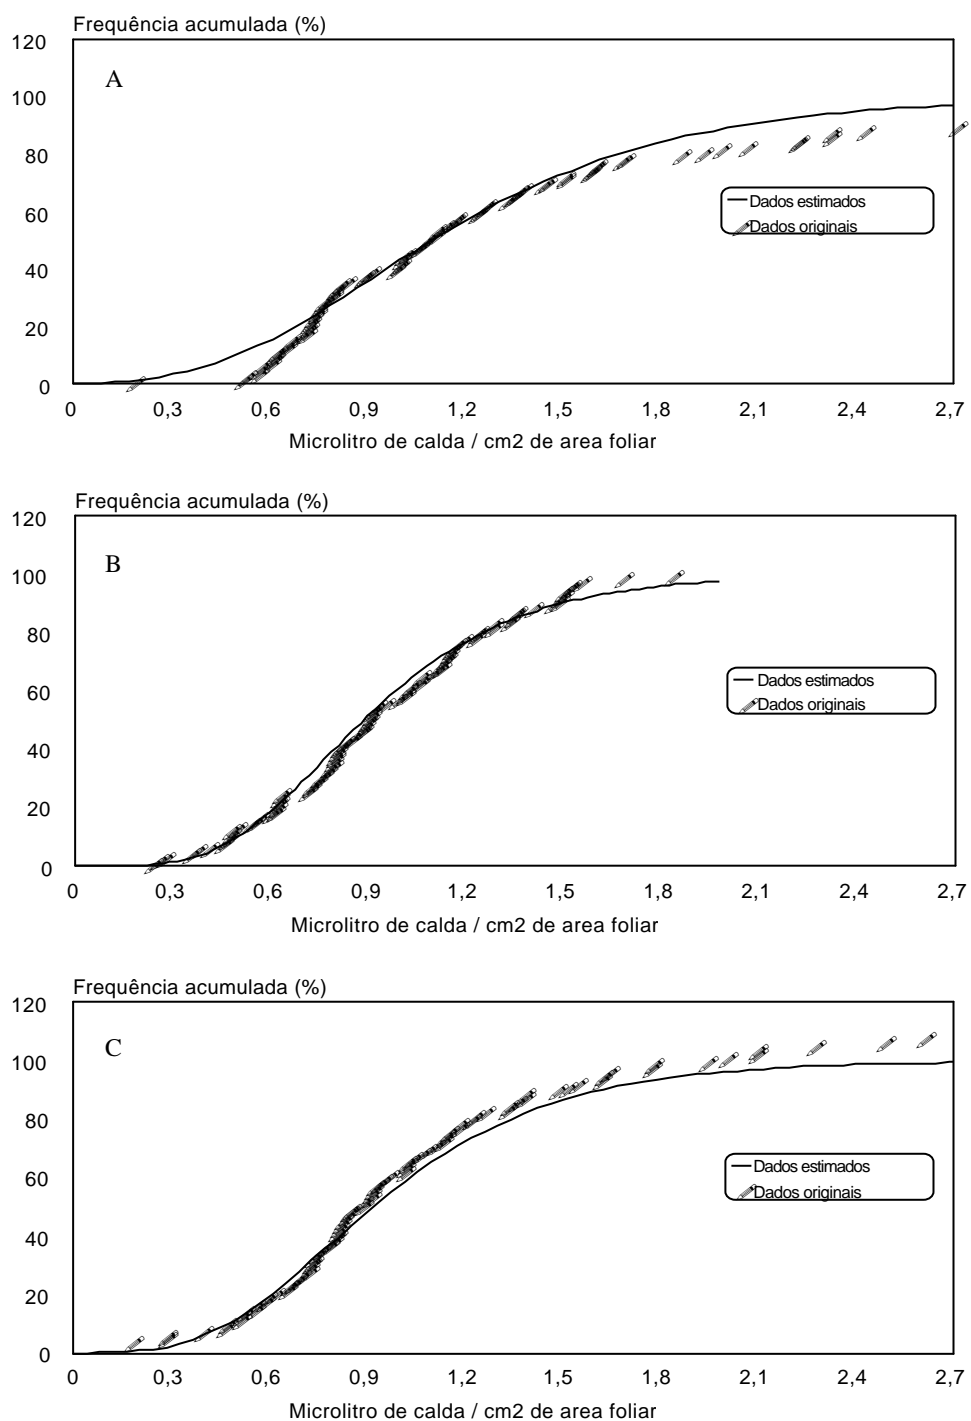 Frequência acumulada (%)
120
A
100
80
60
Dados estimados
Dados originais
40
20
0
0 0,3 0,6 0,9 1,2 1,5 1,8 2,1 2,4 2,7
Microlitro de calda / cm2 de area foliar
Frequência acumulada (%)
120
B
100
80
60
Dados estimados
Dados originais
40
20
0
0 0,3 0,6 0,9 1,2 1,5 1,8 2,1 2,4 2,7
Microlitro de calda / cm2 de area foliar
Frequência acumulada (%)
120
C
100
80
60
Dados estimados
Dados originais
40
20
0
0 0,3 0,6 0,9 1,2 1,5 1,8 2,1 2,4 2,7
Microlitro de calda / cm2 de area foliar